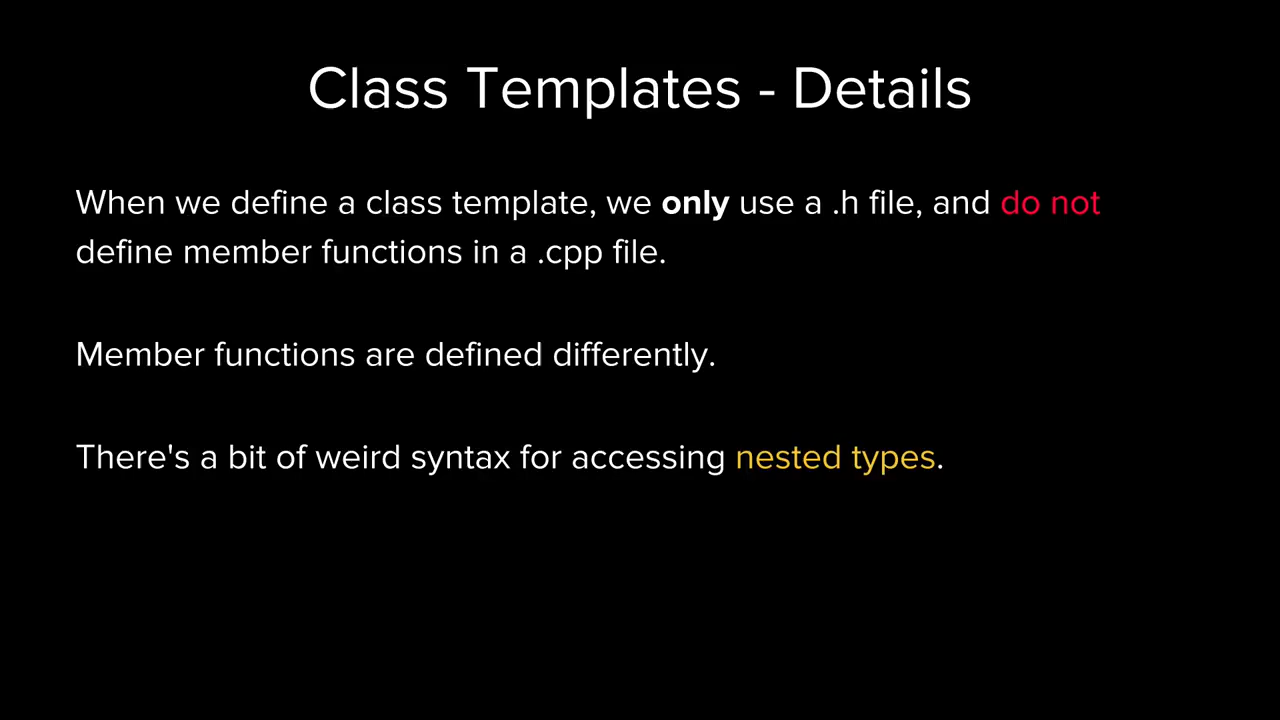 Class Templates - Details
When we define a class template, we only use a .h file, and do not
define member functions in a .cpp file.
Member functions are defined differently.
There's a bit of weird syntax for accessing nested types.